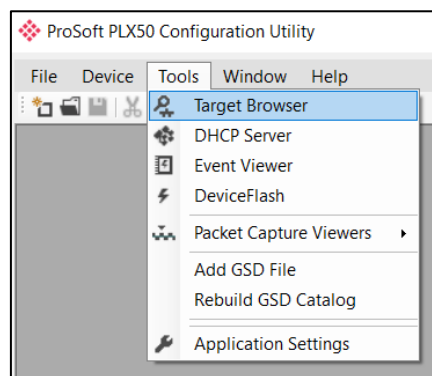 ProSoft PLX50 Configuration Utility
File Device Tools Window Help
Target Browser
DHCP Server
Event Viewer
DeviceFlash
Packet Capture Viewers
Add GSD File
Rebuild GSD Catalog
Application Settings